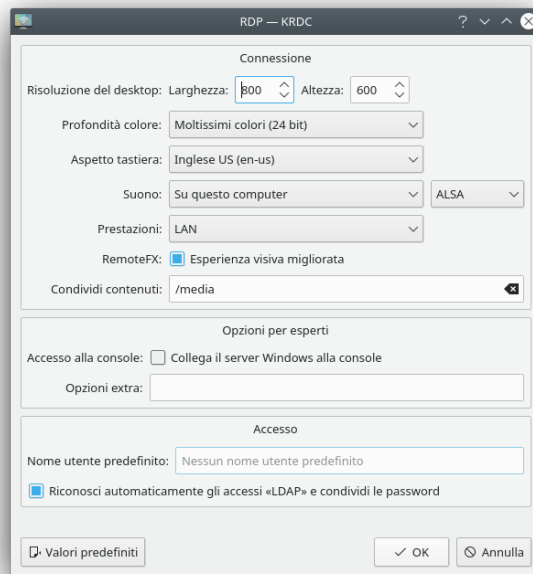 RDP — KRDC
Connessione
Risoluzione del desktop: Larghezza: 800 Altezza: 600
Profondità colore: Moltissimi colori (24 bit)
Aspetto tastiera: Inglese US (en-us)
Suono: Su questo computer ALSA
Prestazioni: LAN
RemoteFX: Esperienza visiva migliorata
Condividi contenuti: /media
Opzioni per esperti
Accesso alla console: Collega il server Windows alla console
Opzioni extra:
Accesso
Nome utente predefinito: Nessun nome utente predefinito
Riconosci automaticamente gli accessi «LDAP» e condividi le password
Valori predefiniti OK Annulla